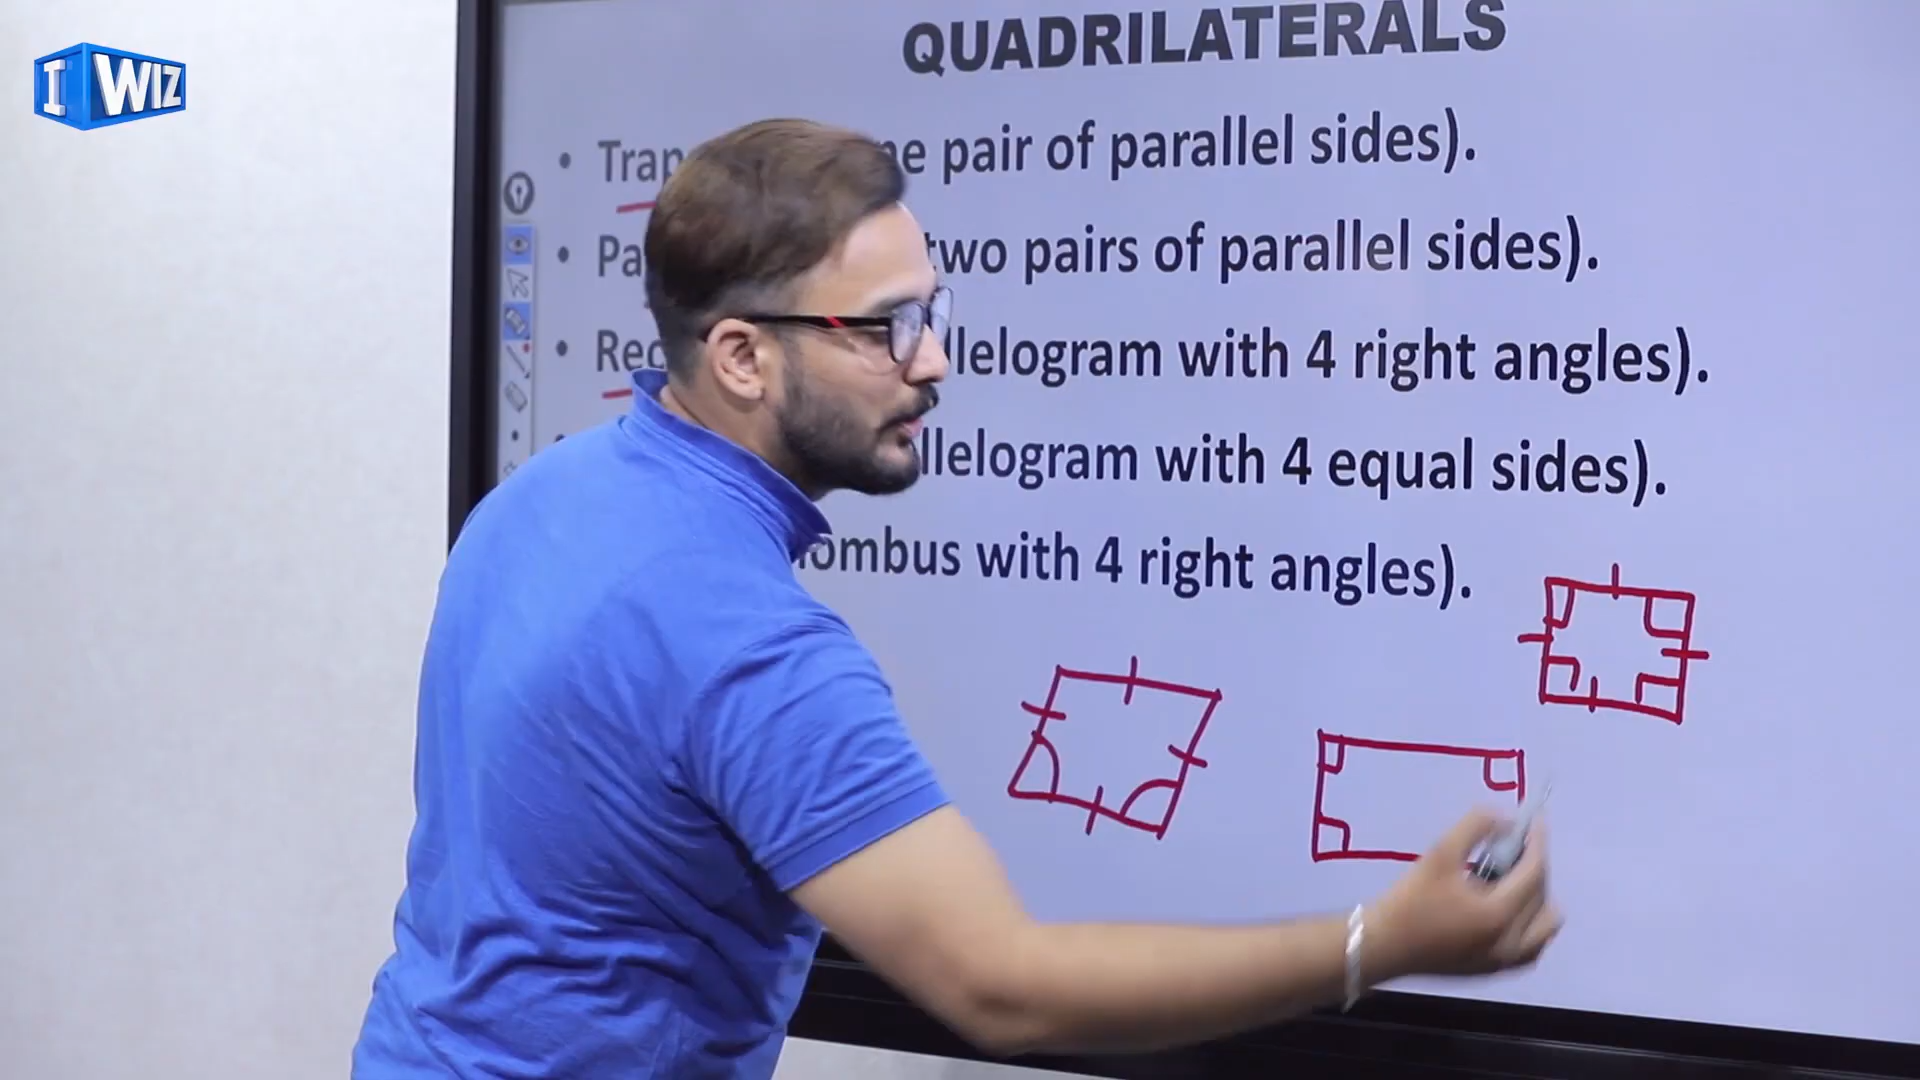 I WIZ
QUADRILATERALS
• Trap ne pair of parallel sides).
• Pa two pairs of parallel sides).
• Rec llelogram with 4 right angles).
llelogram with 4 equal sides).
ombus with 4 right angles).